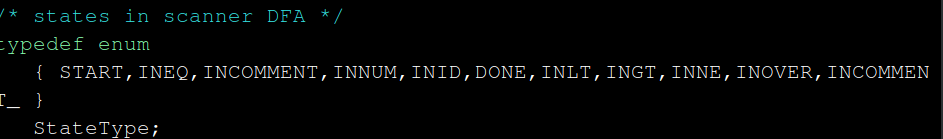 /* states in scanner DFA */
typedef enum
{ START,INEQ,INCOMMENT,INNUM,INID,DONE,INLT,INGT,INNE,INOVER,INCOMMEN
T_ }
StateType;